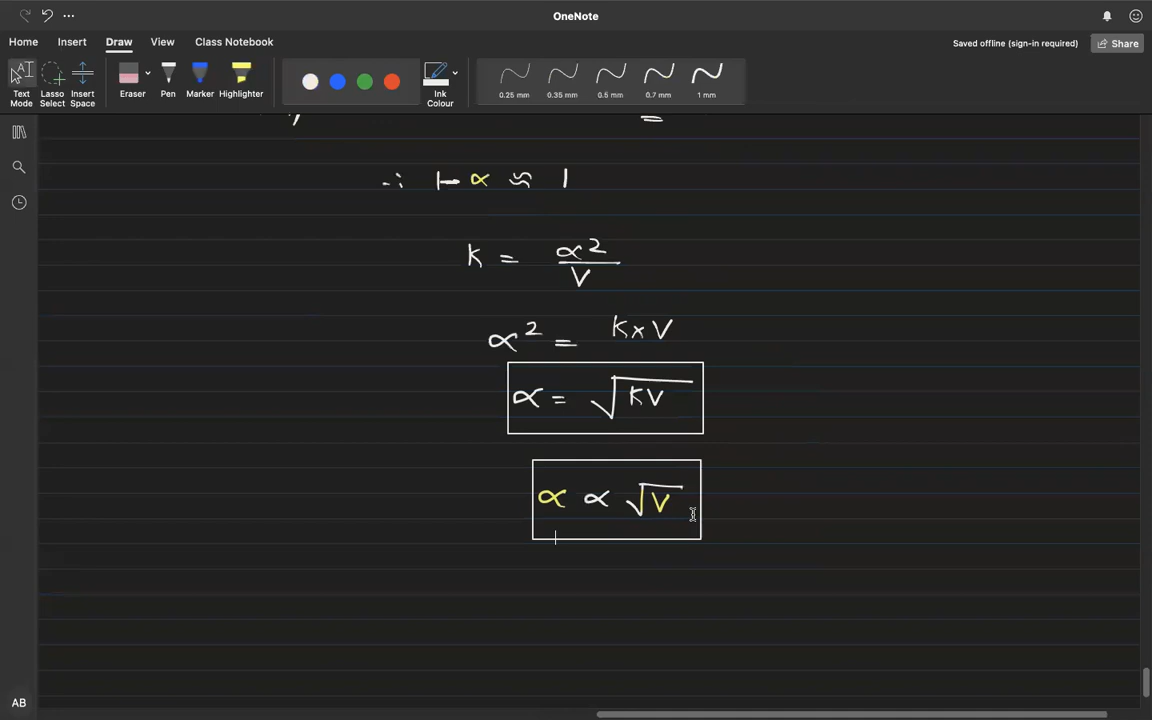 OneNote
Home Insert Draw View Class Notebook
Saved offline (sign-in required) Share
Text Mode
Lasso Select
Insert Space
Eraser
Pen
Marker
Highlighter
Ink Colour
0.25 mm 0.35 mm 0.5 mm 0.7 mm 1 mm
∴ 1-α ≈ 1
K = α²/V
α² = K×V
α = √KV
α ∝ √V
AB